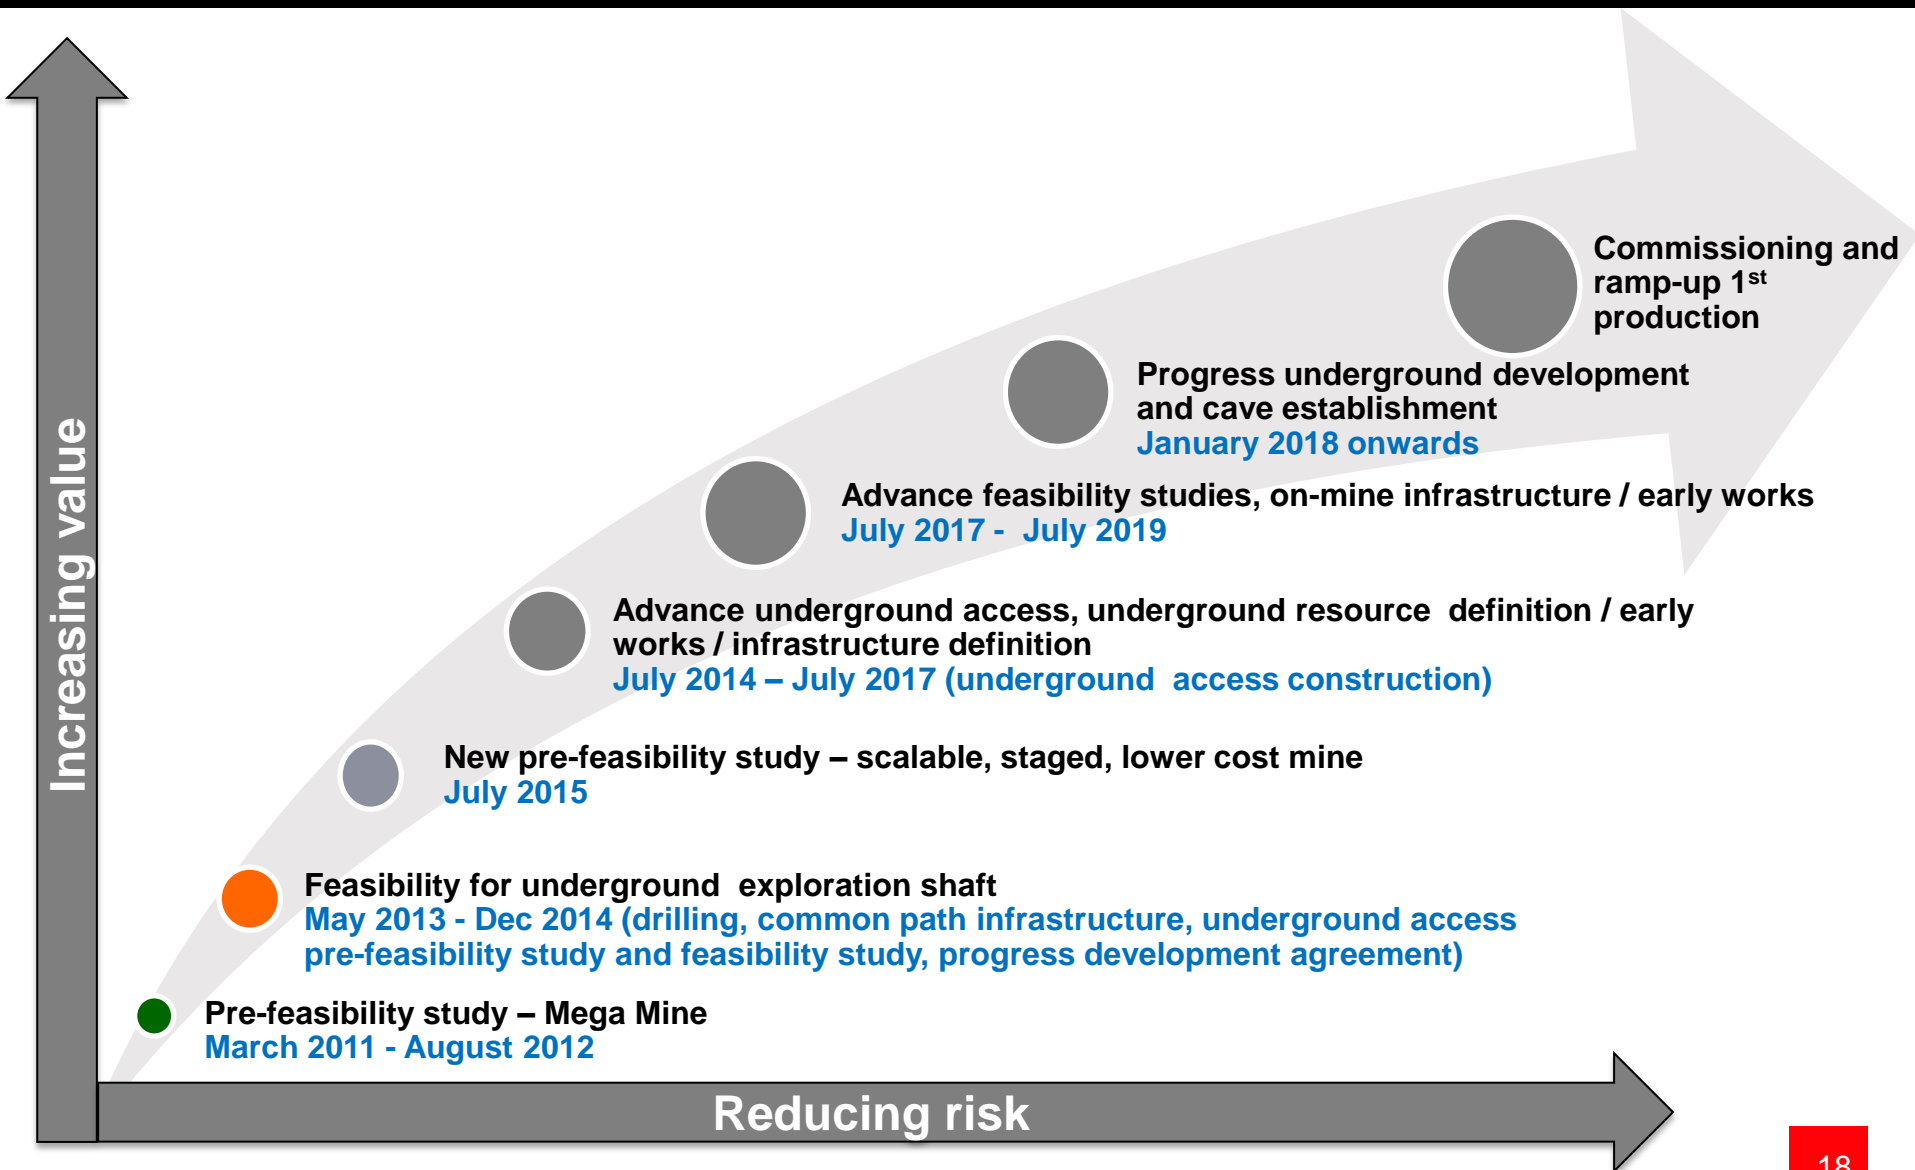 Increasing value
Commissioning and
ramp-up 1st
production
Progress underground development
and cave establishment
January 2018 onwards
Advance feasibility studies, on-mine infrastructure / early works
July 2017 - July 2019
Advance underground access, underground resource definition / early
works / infrastructure definition
July 2014 – July 2017 (underground access construction)
New pre-feasibility study – scalable, staged, lower cost mine
July 2015
Feasibility for underground exploration shaft
May 2013 - Dec 2014 (drilling, common path infrastructure, underground access
pre-feasibility study and feasibility study, progress development agreement)
Pre-feasibility study – Mega Mine
March 2011 - August 2012
Reducing risk
18